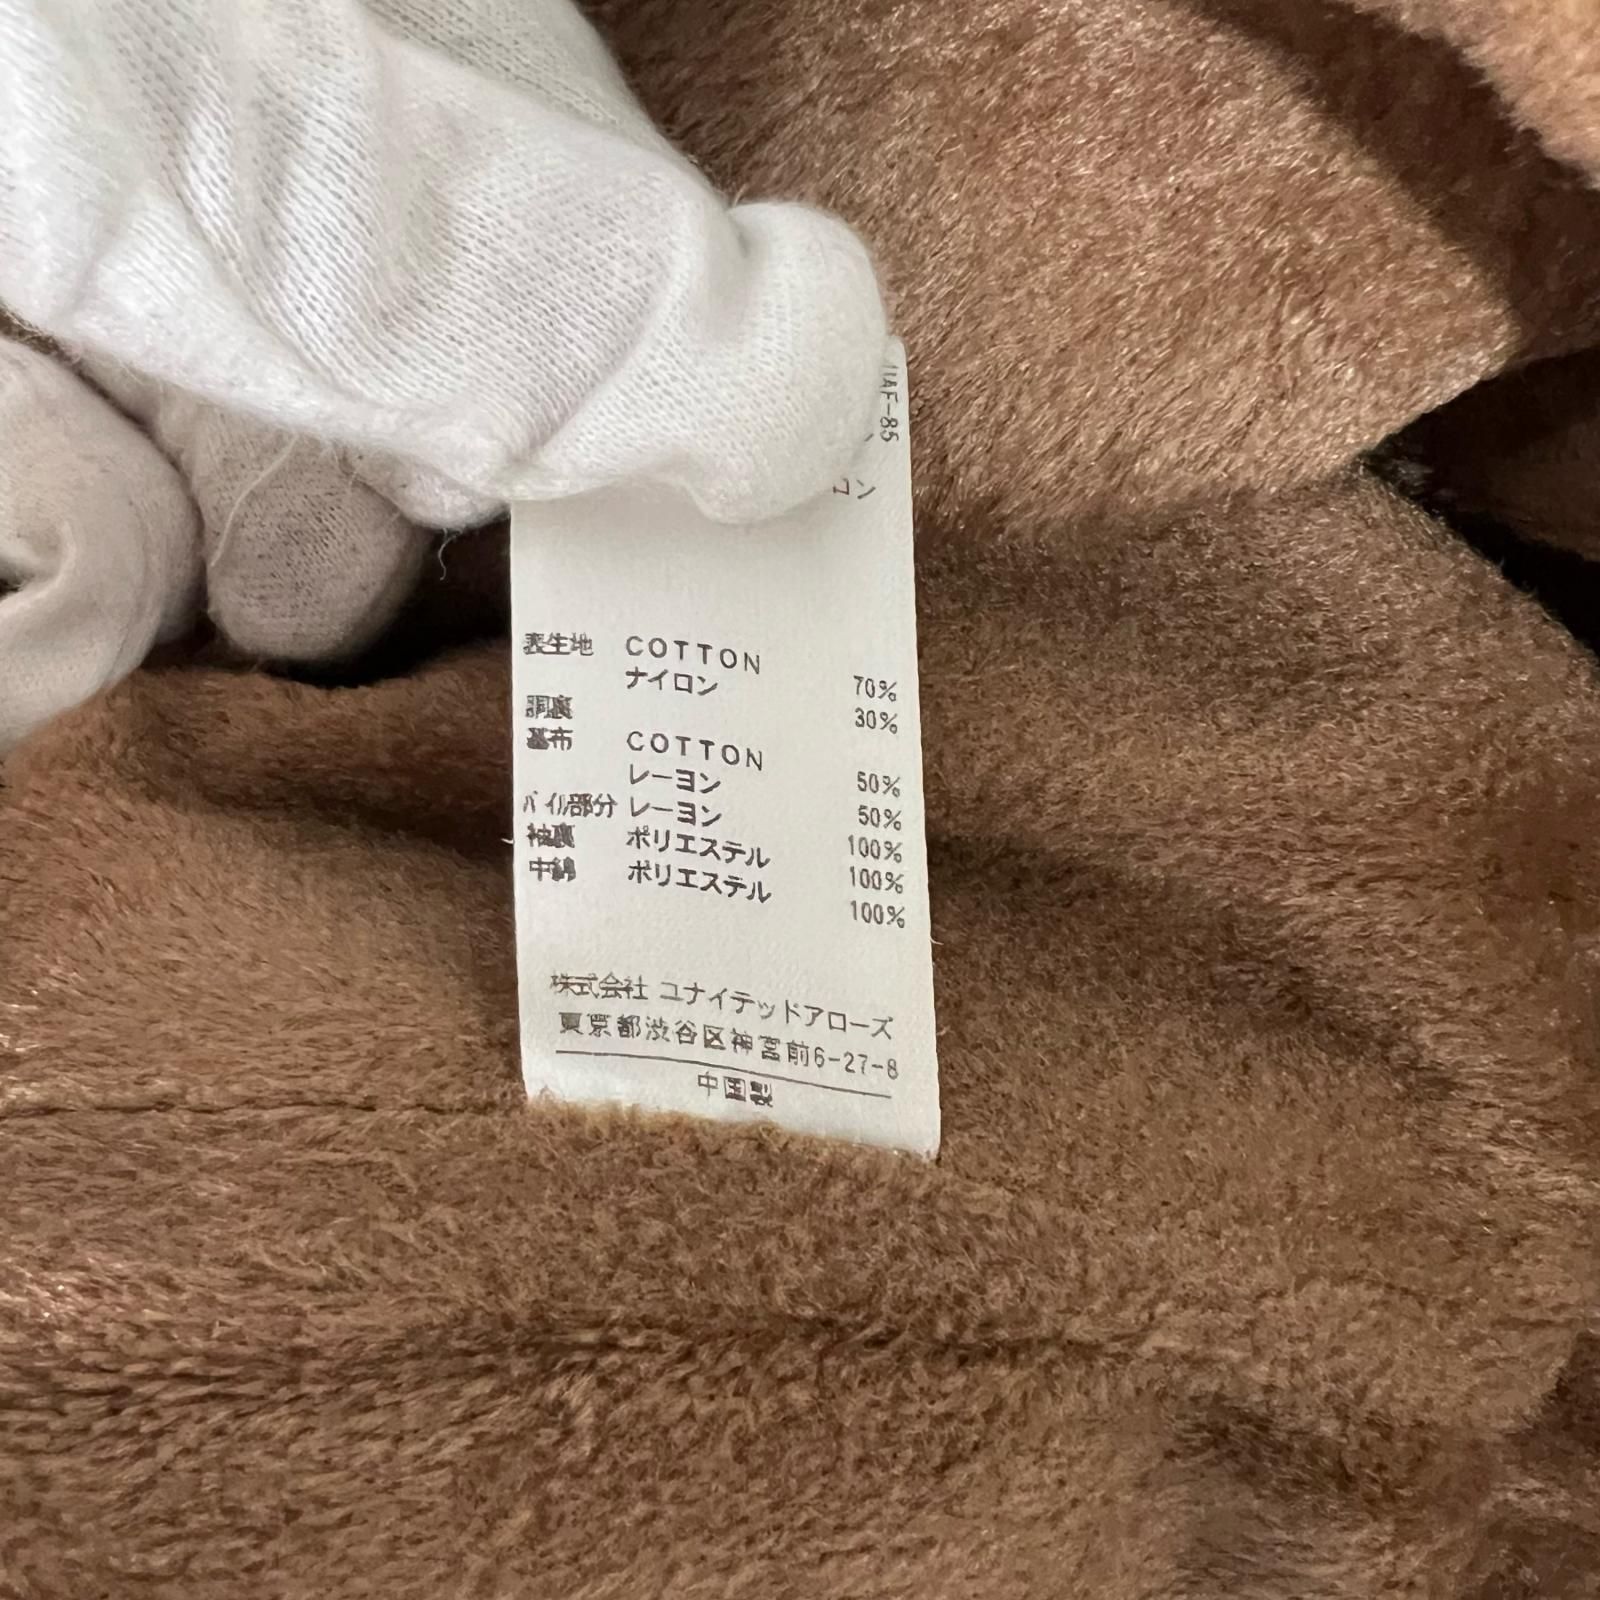 UAF-85
ロン
表生地 COTTON 70%
ナイロン 30%
胴裏
基布 COTTON 50%
レーヨン 50%
パイル部分 レーヨン 100%
袖裏 ポリエステル 100%
中綿 ポリエステル 100%
株式会社 ユナイテッドアローズ
東京都渋谷区神宮前6-27-8
中国製